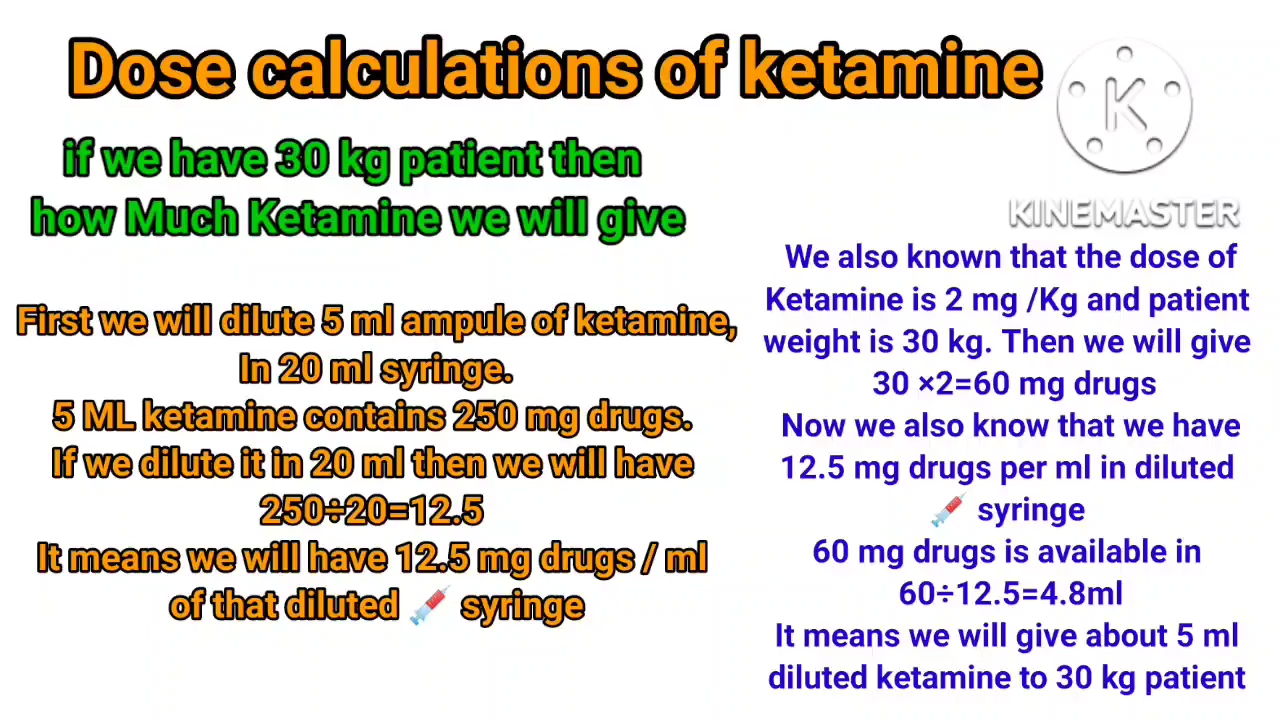 Dose calculations of ketamine
K
KINEMASTER
if we have 30 kg patient then
how Much Ketamine we will give
First we will dilute 5 ml ampule of ketamine,
In 20 ml syringe.
5 ML ketamine contains 250 mg drugs.
If we dilute it in 20 ml then we will have
250÷20=12.5
It means we will have 12.5 mg drugs / ml
of that diluted 💉 syringe
We also known that the dose of
Ketamine is 2 mg /Kg and patient
weight is 30 kg. Then we will give
30 ×2=60 mg drugs
Now we also know that we have
12.5 mg drugs per ml in diluted
💉 syringe
60 mg drugs is available in
60÷12.5=4.8ml
It means we will give about 5 ml
diluted ketamine to 30 kg patient